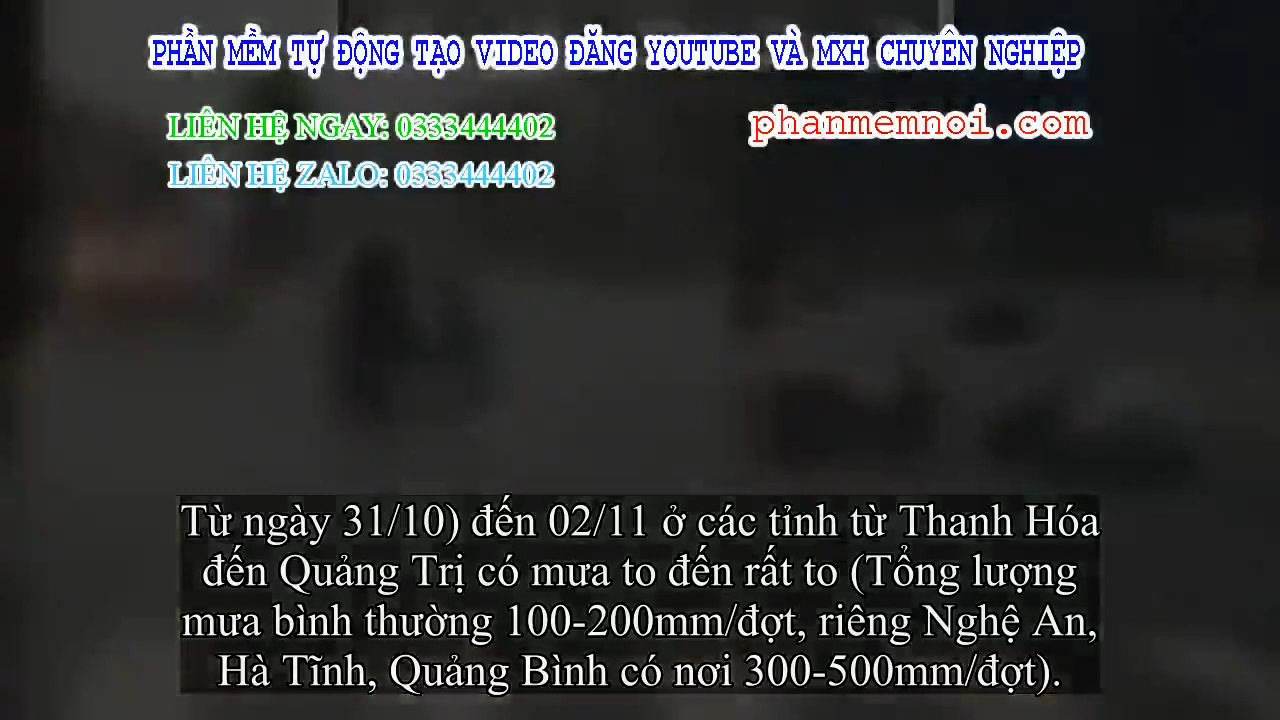 PHẦN MỀM TỰ ĐỘNG TẠO VIDEO ĐĂNG YOUTUBE VÀ MXH CHUYÊN NGHIỆP
LIÊN HỆ NGAY: 0333444402
phanmemnoi.com
LIÊN HỆ ZALO: 0333444402
Từ ngày 31/10) đến 02/11 ở các tỉnh từ Thanh Hóa
đến Quảng Trị có mưa to đến rất to (Tổng lượng
mưa bình thường 100-200mm/đợt, riêng Nghệ An,
Hà Tĩnh, Quảng Bình có nơi 300-500mm/đợt).